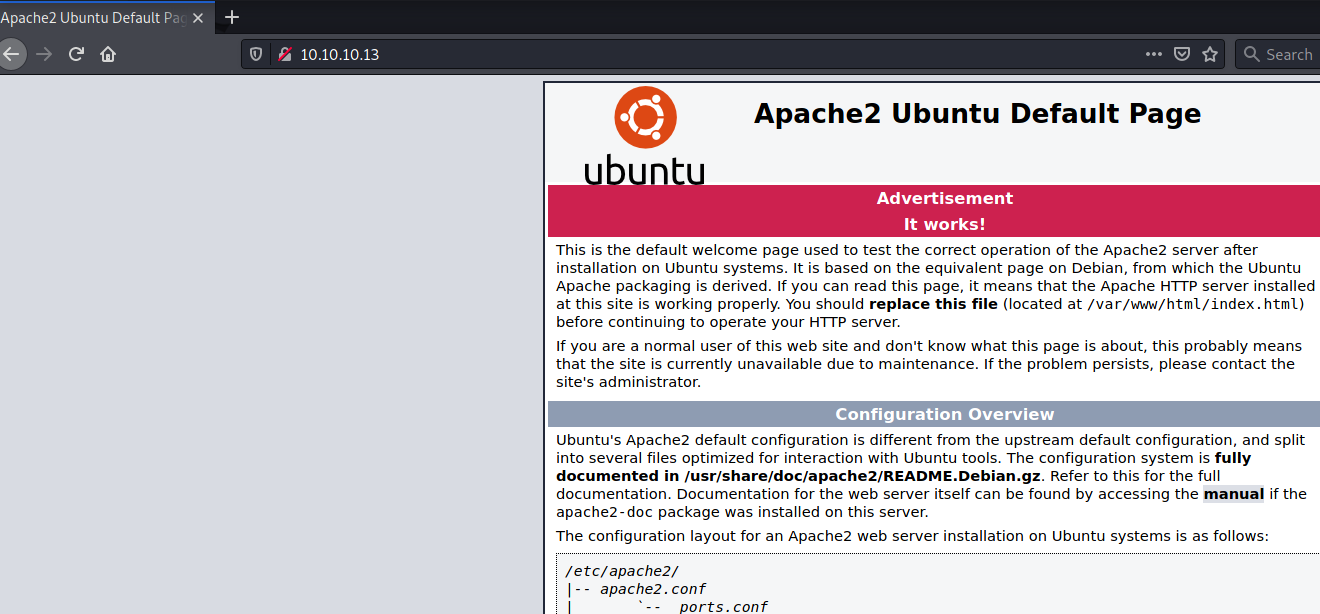 Apache2 Ubuntu Default Pag
10.10.10.13
Search
ubuntu
Apache2 Ubuntu Default Page
Advertisement
It works!
This is the default welcome page used to test the correct operation of the Apache2 server after
installation on Ubuntu systems. It is based on the equivalent page on Debian, from which the Ubuntu
Apache packaging is derived. If you can read this page, it means that the Apache HTTP server installed
at this site is working properly. You should replace this file (located at /var/www/html/index.html)
before continuing to operate your HTTP server.
If you are a normal user of this web site and don't know what this page is about, this probably means
that the site is currently unavailable due to maintenance. If the problem persists, please contact the
site's administrator.
Configuration Overview
Ubuntu's Apache2 default configuration is different from the upstream default configuration, and split
into several files optimized for interaction with Ubuntu tools. The configuration system is fully
documented in /usr/share/doc/apache2/README.Debian.gz. Refer to this for the full
documentation. Documentation for the web server itself can be found by accessing the manual if the
apache2-doc package was installed on this server.
The configuration layout for an Apache2 web server installation on Ubuntu systems is as follows:
/etc/apache2/
|-- apache2.conf
|       `--  ports.conf